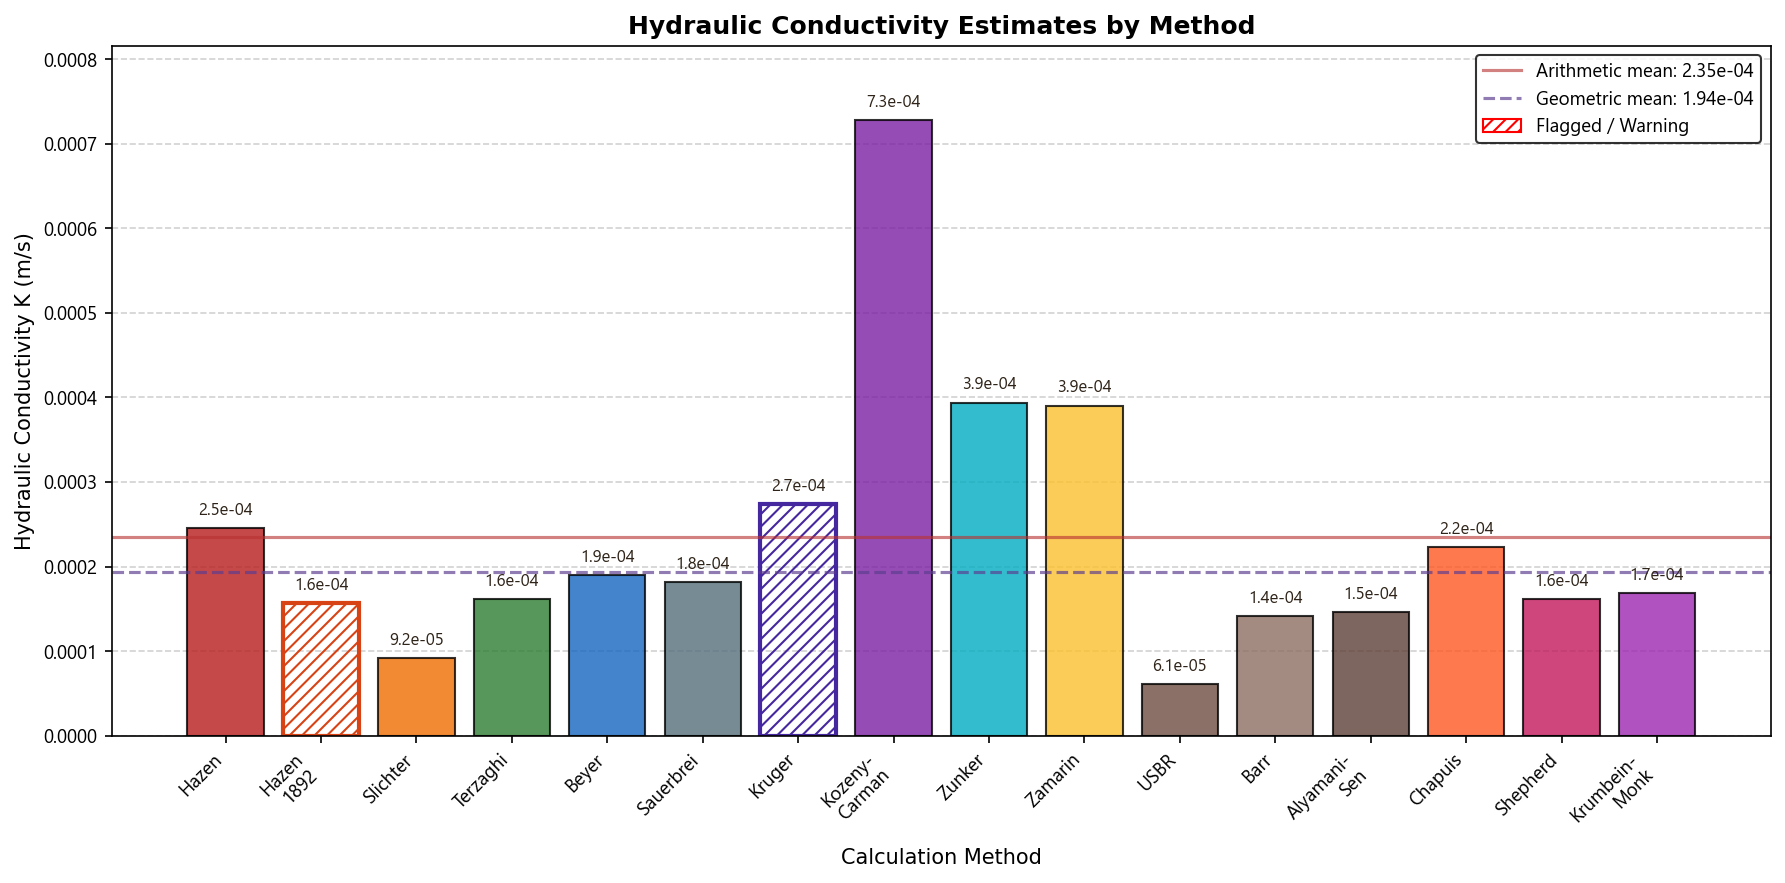 Hydraulic Conductivity Estimates by Method
Arithmetic mean: 2.35e-04
Geometric mean: 1.94e-04
Flagged / Warning
Hydraulic Conductivity K (m/s)
0.0008
0.0007
0.0006
0.0005
0.0004
0.0003
0.0002
0.0001
0.0000
2.5e-04
1.6e-04
9.2e-05
1.6e-04
1.9e-04
1.8e-04
2.7e-04
7.3e-04
3.9e-04
3.9e-04
6.1e-05
1.4e-04
1.5e-04
2.2e-04
1.6e-04
1.7e-04
Hazen
Hazen
1892
Slichter
Terzaghi
Beyer
Sauerbrei
Kruger
Kozeny-
Carman
Zunker
Zamarin
USBR
Barr
Alyamani-
Sen
Chapuis
Shepherd
Krumbein-
Monk
Calculation Method